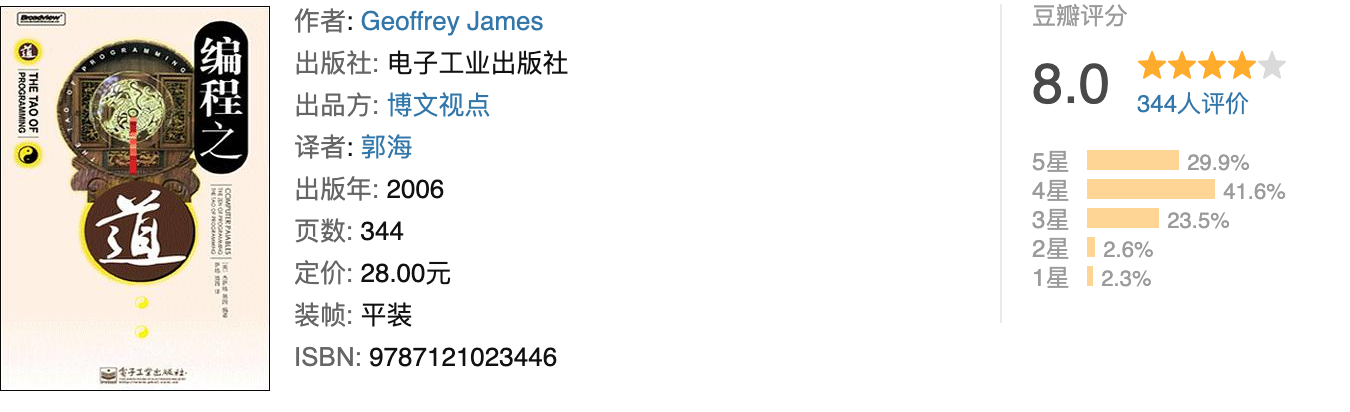 Broadview
编程之
道
道
THE TAO OF
PROGRAMMING
THE TAO OF PROGRAMMING
COMPUTER PARABLES
THE ZEN OF PROGRAMMING
THE TAO OF PROGRAMMING
电子工业出版社
作者: Geoffrey James
出版社: 电子工业出版社
出品方: 博文视点
译者: 郭海
出版年: 2006
页数: 344
定价: 28.00元
装帧: 平装
ISBN: 9787121023446
豆瓣评分
8.0
344人评价
5星 29.9%
4星 41.6%
3星 23.5%
2星 2.6%
1星 2.3%